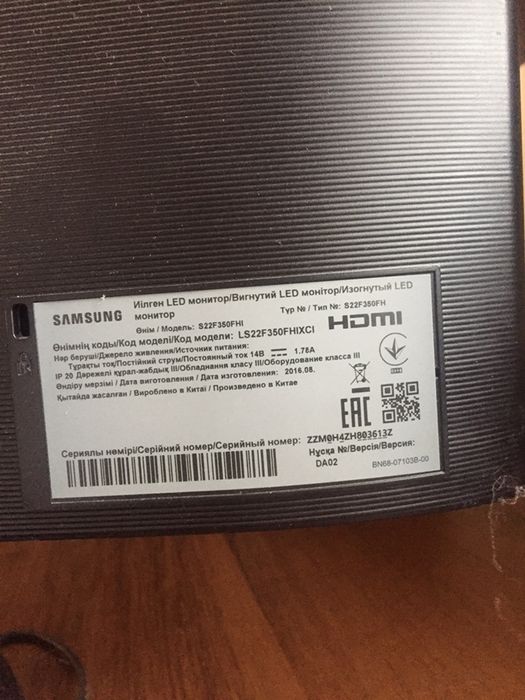 SAMSUNG
Иілген LED монитор/Вигнутий LED монітор/Изогнутый LED
монитор
Өнім / Модель: S22F350FHI
Түр № / Тип №: S22F350FH
Өнімнің коды/Код моделі/Код модели: LS22F350FHIXCI
HDMI
Нәр беруші/Джерело живлення/Источник питания:
Тұрақты ток/Постійний струм/Постоянный ток 14В 1.78A
IP 20 Дәрежелі құрал-жабдық III/Обладнання класу III/Оборудование класса III
Өндіру мерзімі / Дата виготовлення / Дата изготовления : 2016.08.
Қытайда жасалған / Вироблено в Китаї / Произведено в Китае
EAC
Сериялы нөмірі/Серійний номер/Серийный номер: ZZM0H4ZH803613Z
Нұсқа №/Версія/Версия:
DA02
BN68-07103B-00